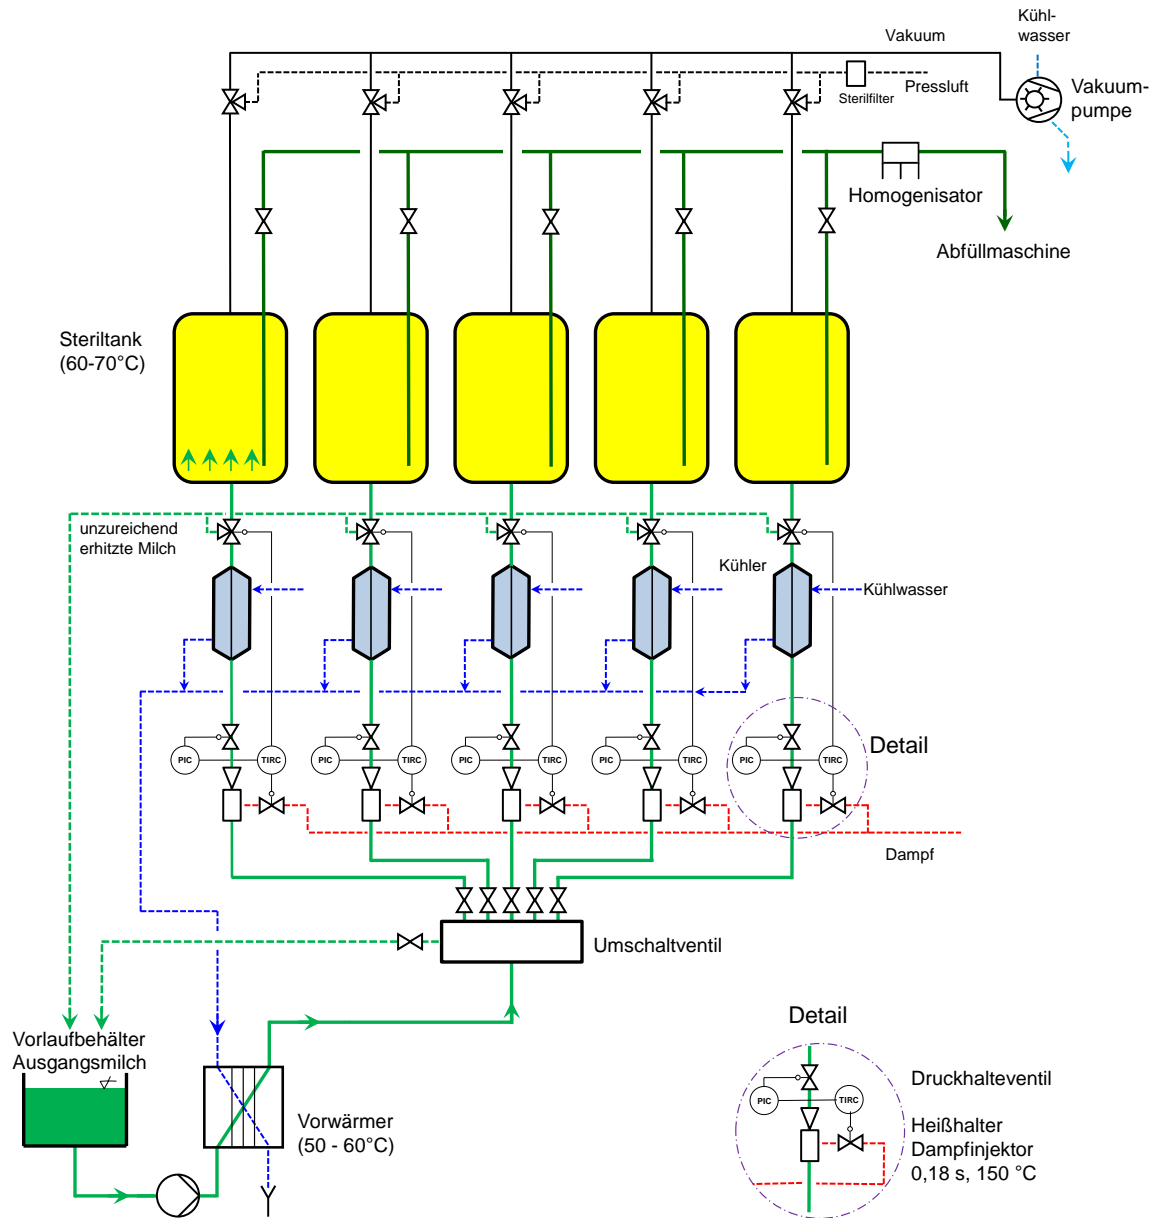 Kühl-
wasser
Vakuum
Pressluft
Sterilfilter
Vakuum-
pumpe
Homogenisator
Abfüllmaschine
Steriltank
(60-70°C)
unzureichend
erhitzte Milch
Kühler
Kühlwasser
Detail
PIC
TIRC
PIC
TIRC
PIC
TIRC
PIC
TIRC
PIC
TIRC
Dampf
Umschaltventil
Vorlaufbehälter
Ausgangsmilch
Vorwärmer
(50 - 60°C)
Detail
PIC
TIRC
Druckhalteventil
Heißhalter
Dampfinjektor
0,18 s, 150 °C